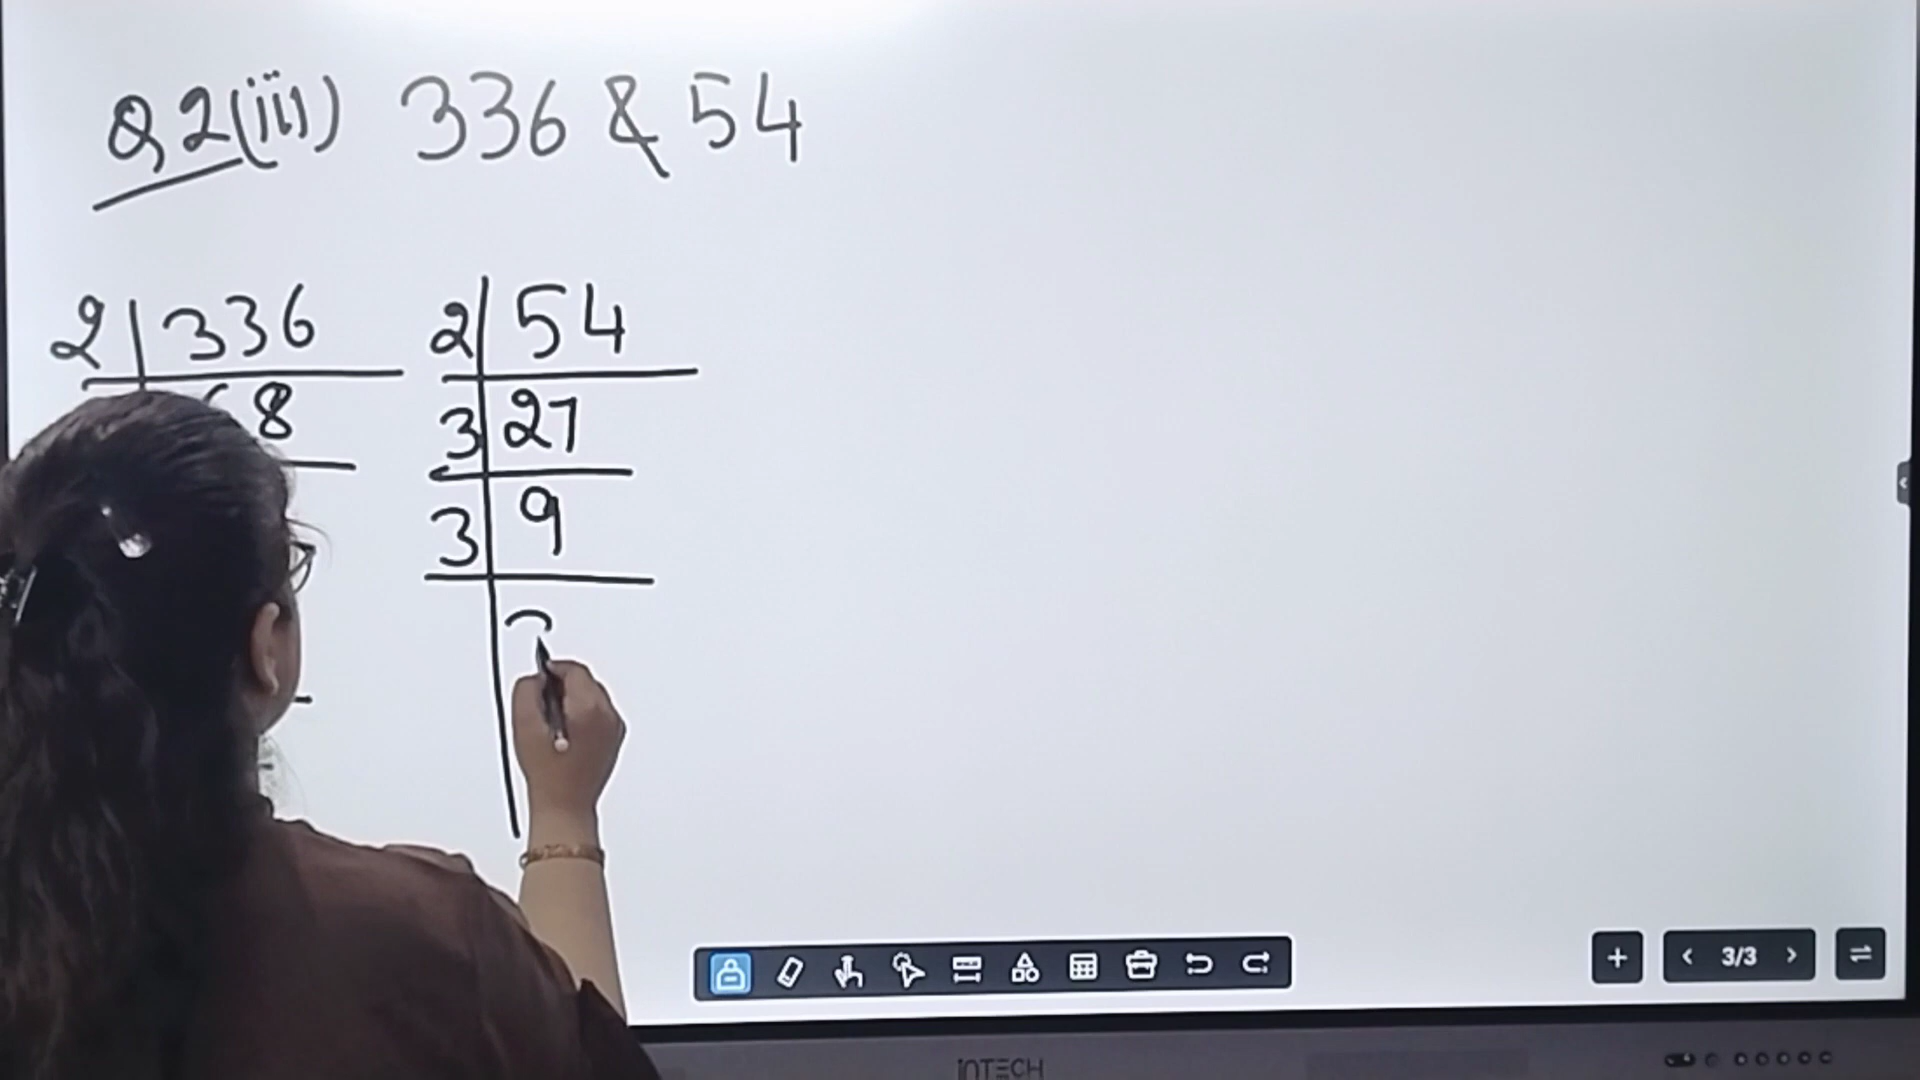 Q2(iii) 336 & 54
2 | 336
8
2 | 54
3 | 27
3 | 9
3/3
INTECH